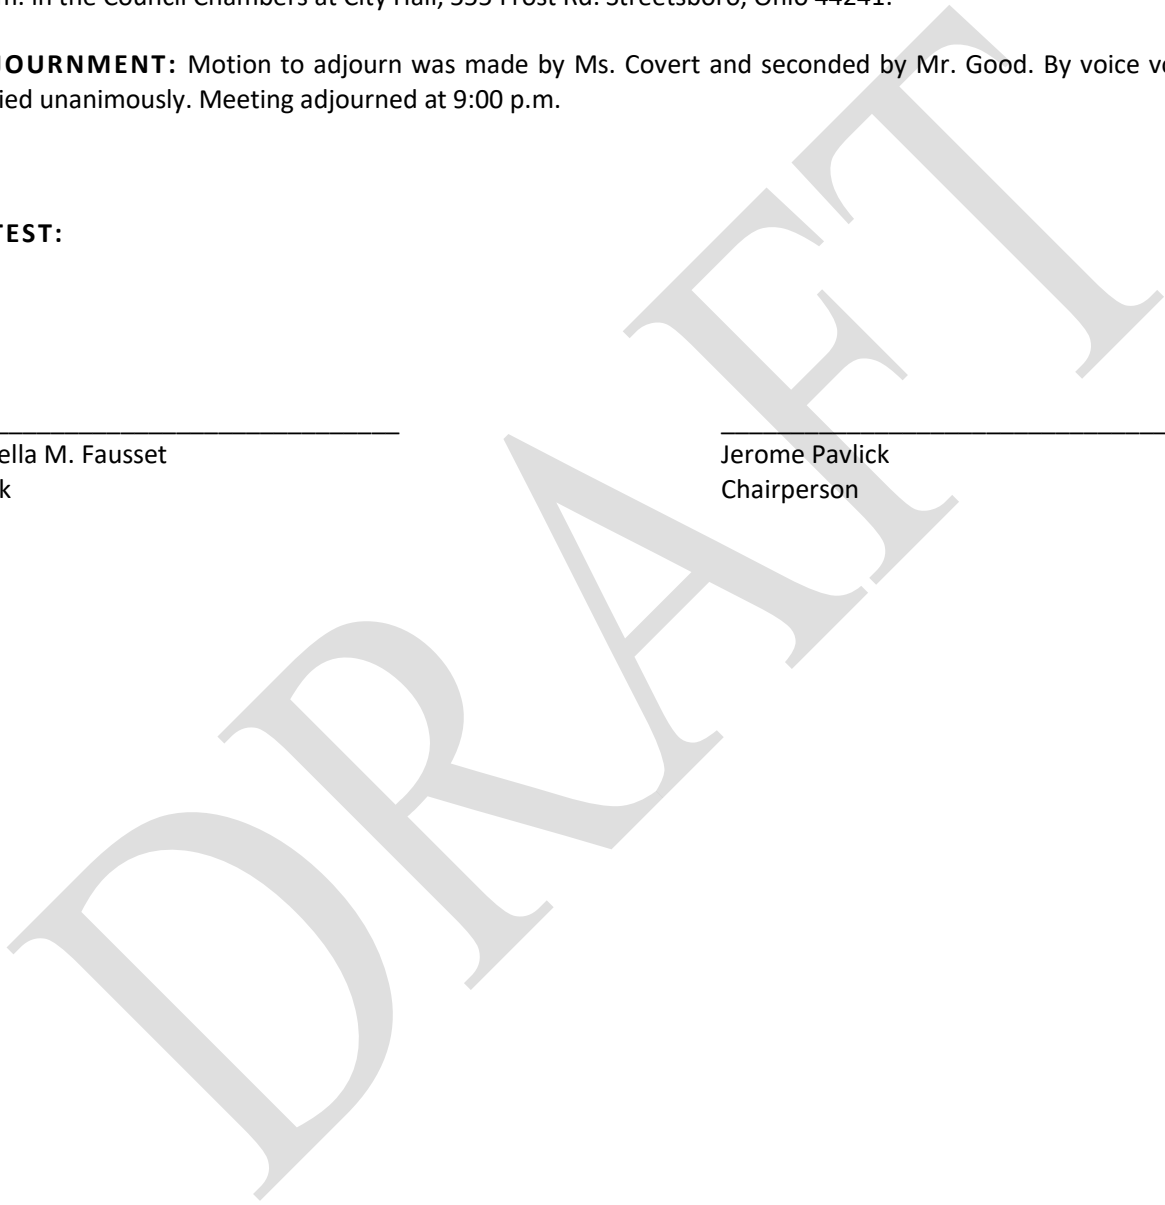 in the Council Chambers at City Hall, 555 Frost Rd. Streetsboro, Ohio 44241.
JOURNMENT: Motion to adjourn was made by Ms. Covert and seconded by Mr. Good. By voice
ied unanimously. Meeting adjourned at 9:00 p.m.
TEST:
ella M. Fausset
Jerome Pavlick
k
Chairperson
DRAFT